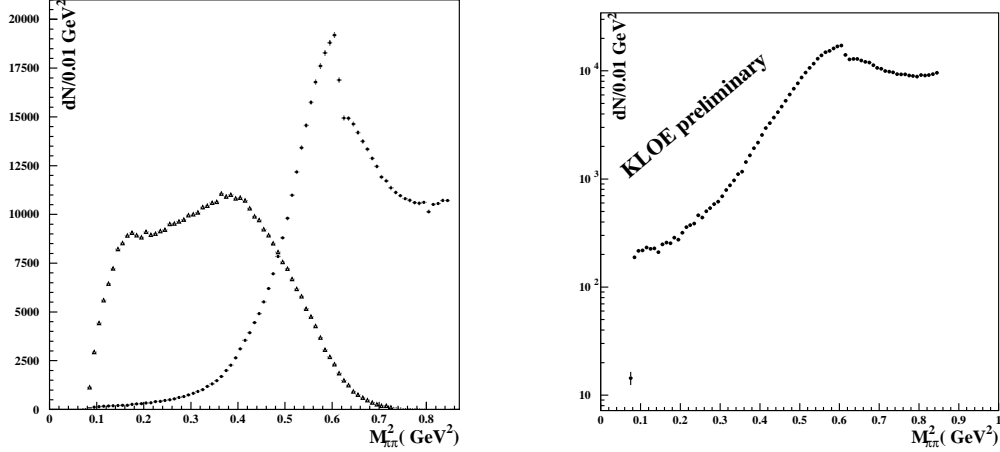 dN/0.01 GeV²
20000
17500
15000
12500
10000
7500
5000
2500
0
0 0.1 0.2 0.3 0.4 0.5 0.6 0.7 0.8
M²ππ( GeV²)
dN/0.01 GeV²
KLOE preliminary
10⁴
10³
10²
10
0 0.1 0.2 0.3 0.4 0.5 0.6 0.7 0.8 0.9 1
M²ππ( GeV²)